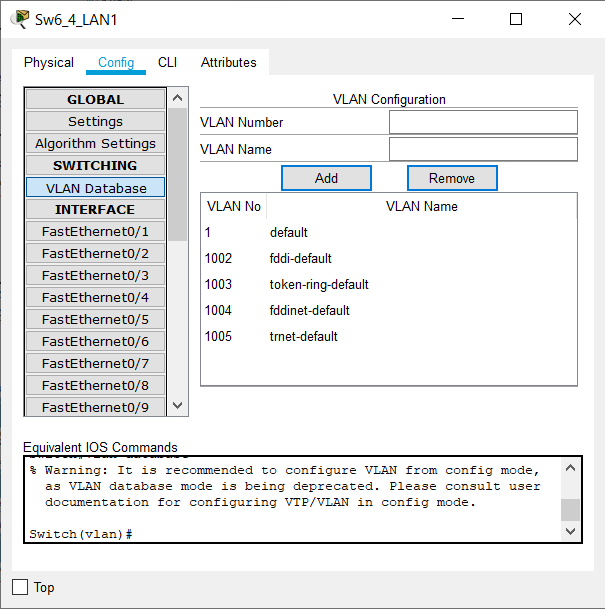 Sw6_4_LAN1
Physical Config CLI Attributes
GLOBAL
Settings
Algorithm Settings
SWITCHING
VLAN Database
INTERFACE
FastEthernet0/1
FastEthernet0/2
FastEthernet0/3
FastEthernet0/4
FastEthernet0/5
FastEthernet0/6
FastEthernet0/7
FastEthernet0/8
FastEthernet0/9
VLAN Configuration
VLAN Number
VLAN Name
Add Remove
VLAN No VLAN Name
1 default
1002 fddi-default
1003 token-ring-default
1004 fddinet-default
1005 trnet-default
Equivalent IOS Commands
% Warning: It is recommended to configure VLAN from config mode,
as VLAN database mode is being deprecated. Please consult user
documentation for configuring VTP/VLAN in config mode.
Switch(vlan)#
Top